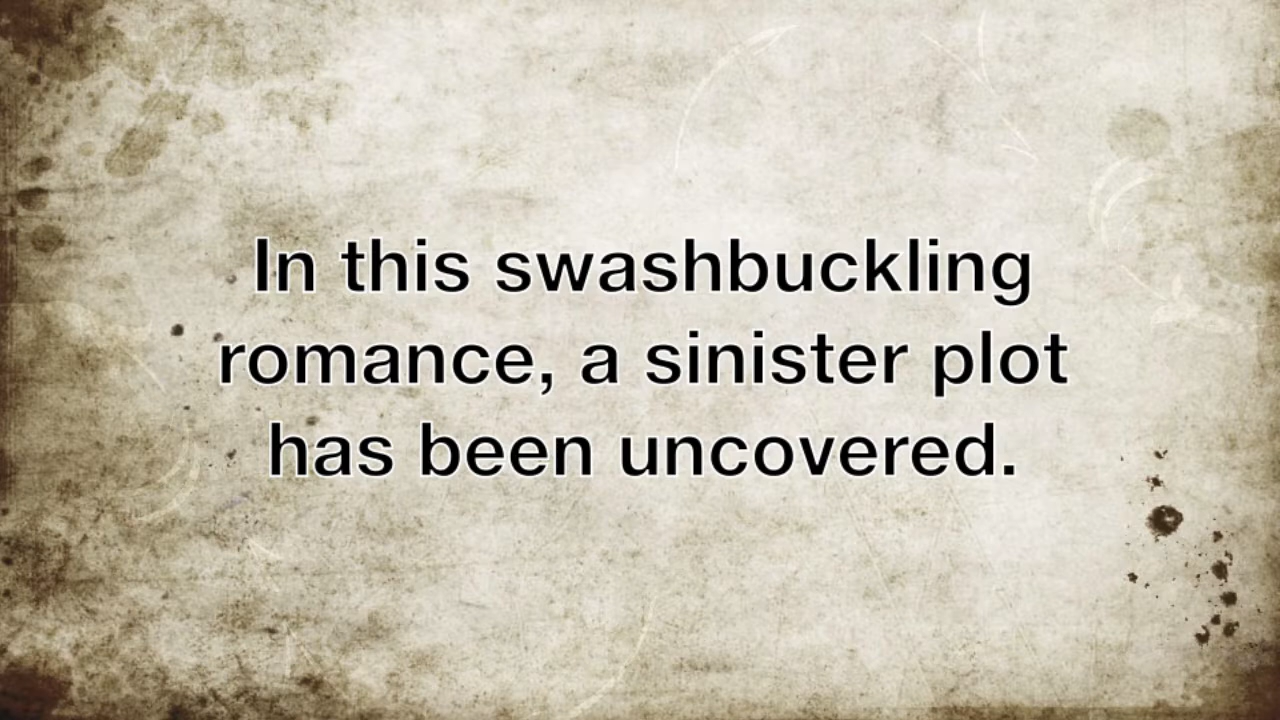 In this swashbuckling
romance, a sinister plot
has been uncovered.